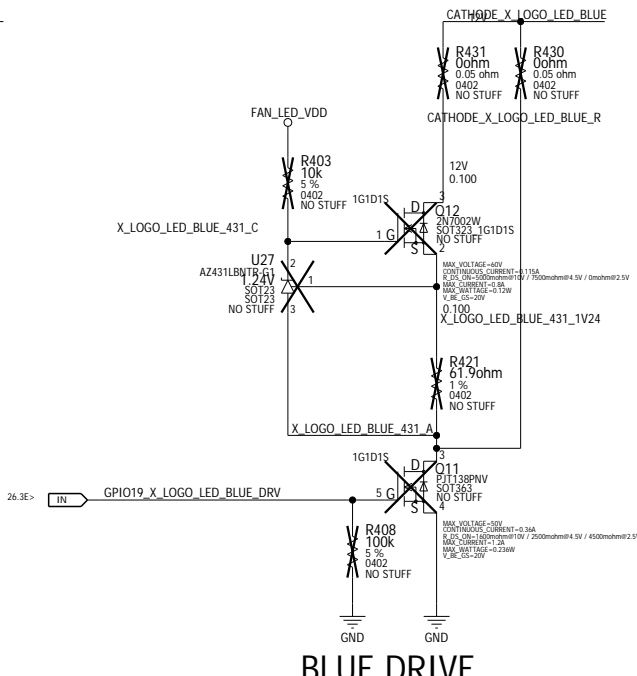 CATHODE_X_LOGO_LED_BLUE
12V
R431
0ohm
0.05 ohm
0402
NO STUFF
R430
0ohm
0.05 ohm
0402
NO STUFF
CATHODE_X_LOGO_LED_BLUE_R
FAN_LED_VDD
R403
10k
5 %
0402
NO STUFF
12V
0.100
1G1D1S
3
D
Q12
2N7002W
SOT323_1G1D1S
NO STUFF
1 G
S
2
X_LOGO_LED_BLUE_431_C
U27
AZ431LBNTR-G1
1.24V
SOT23
SOT23
NO STUFF
2
1
3
MAX_VOLTAGE=60V
CONTINUOUS_CURRENT=0.115A
R_DS_ON=5000mohm@10V / 7500mohm@4.5V / 0mohm@2.5V
MAX_CURRENT=0.8A
MAX_WATTAGE=0.12W
V_BE_GS=20V
0.100
X_LOGO_LED_BLUE_431_1V24
R421
61.9ohm
1 %
0402
NO STUFF
X_LOGO_LED_BLUE_431_A
1G1D1S
3
D
Q11
PJT138PNV
SOT363
NO STUFF
5 G
S
4
26.3E>
IN
GPIO19_X_LOGO_LED_BLUE_DRV
R408
100k
5 %
0402
NO STUFF
MAX_VOLTAGE=50V
CONTINUOUS_CURRENT=0.36A
R_DS_ON=1600mohm@10V / 2500mohm@4.5V / 4500mohm@2.5V
MAX_CURRENT=1.2A
MAX_WATTAGE=0.236W
V_BE_GS=20V
GND
GND
BLUE DRIVE